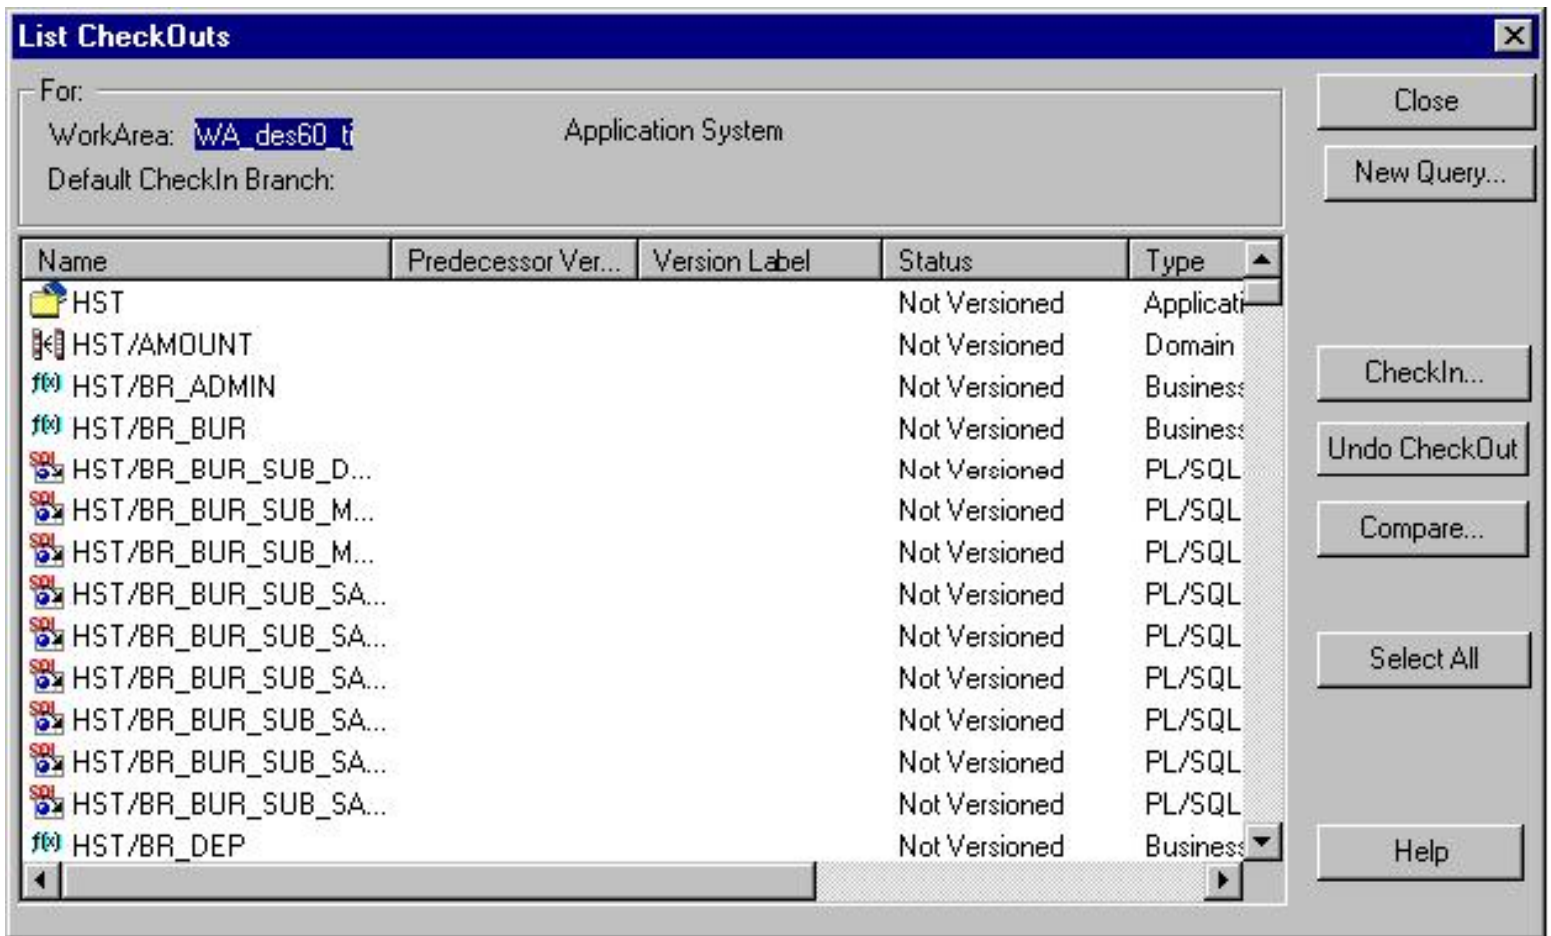 List CheckOuts
For:
WorkArea: WA_des60_ti Application System
Default CheckIn Branch:
Close
New Query...
Name Predecessor Ver... Version Label Status Type
HST Not Versioned Applicati
HST/AMOUNT Not Versioned Domain
HST/BR_ADMIN Not Versioned Business
HST/BR_BUR Not Versioned Business
HST/BR_BUR_SUB_D... Not Versioned PL/SQL
HST/BR_BUR_SUB_M... Not Versioned PL/SQL
HST/BR_BUR_SUB_M... Not Versioned PL/SQL
HST/BR_BUR_SUB_SA... Not Versioned PL/SQL
HST/BR_BUR_SUB_SA... Not Versioned PL/SQL
HST/BR_BUR_SUB_SA... Not Versioned PL/SQL
HST/BR_BUR_SUB_SA... Not Versioned PL/SQL
HST/BR_BUR_SUB_SA... Not Versioned PL/SQL
HST/BR_BUR_SUB_SA... Not Versioned PL/SQL
HST/BR_DEP Not Versioned Business
CheckIn...
Undo CheckOut
Compare...
Select All
Help